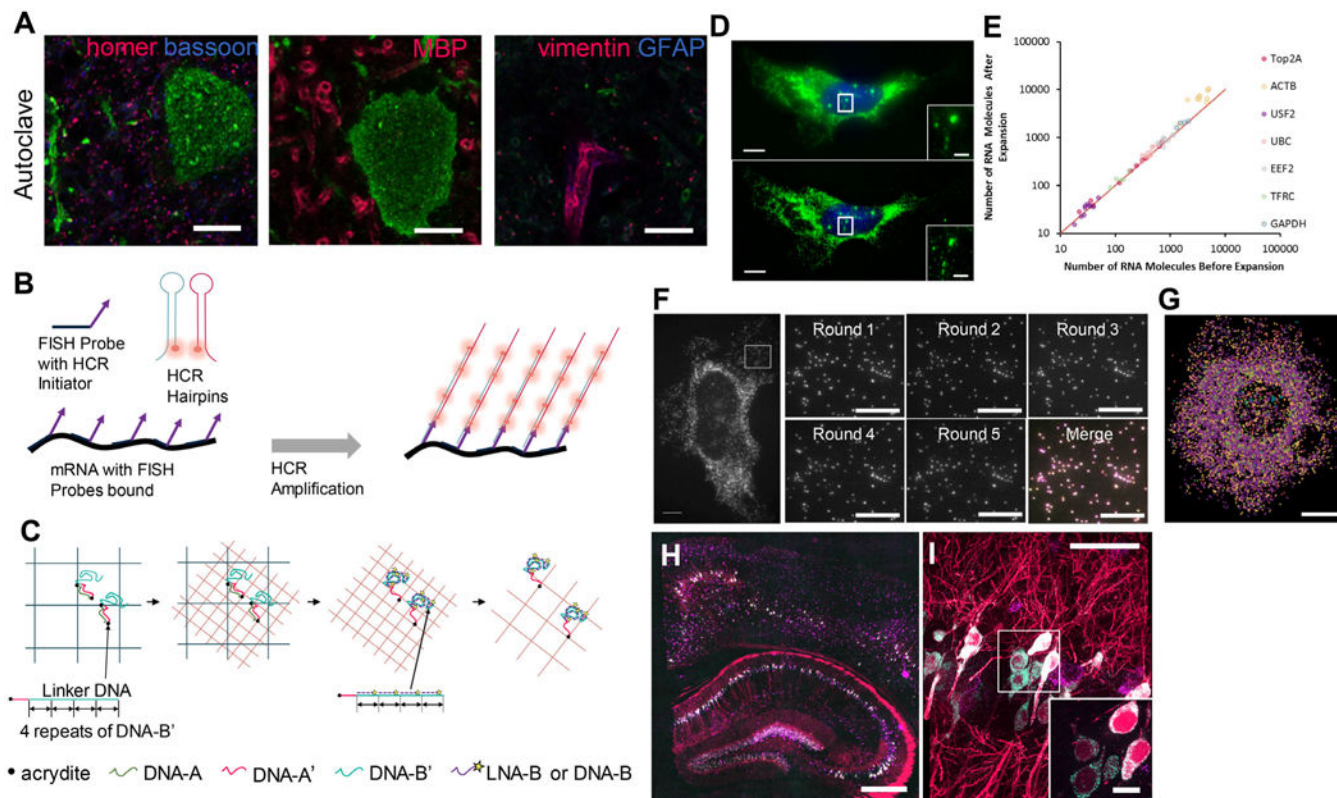 A
Autoclave
homer bassoon
MBP
vimentin GFAP
B
FISH Probe
with HCR
Initiator
HCR
Hairpins
mRNA with FISH
Probes bound
HCR
Amplification
C
Linker DNA
4 repeats of DNA-B'
acrydite
DNA-A
DNA-A'
DNA-B'
LNA-B or DNA-B
D
E
Number of RNA Molecules After
Expansion
100000
10000
1000
100
10
10
100
1000
10000
100000
Number of RNA Molecules Before Expansion
Top2A
ACTB
USF2
UBC
EEF2
TFRC
GAPDH
F
Round 1
Round 2
Round 3
Round 4
Round 5
Merge
G
H
I